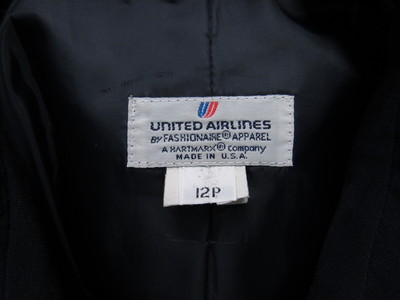 UNITED AIRLINES
BY FASHIONAIRE® APPAREL
A HARTMARX® company
MADE IN U.S.A.
12P